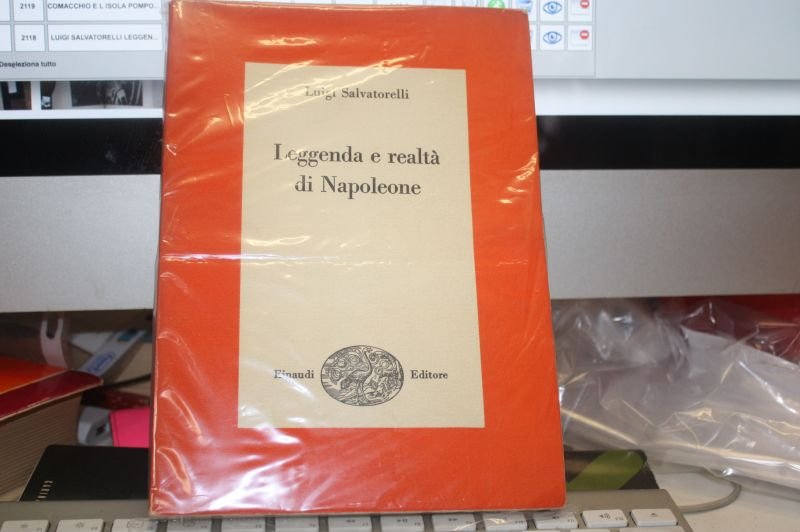 2119 COMACCHIO E L ISOLA POMPO...
2118 LUIGI SALVATORELLI LEGGEN...
Deseleziona tutto
Luigi Salvatorelli
Leggenda e realtà
di Napoleone
Einaudi Editore